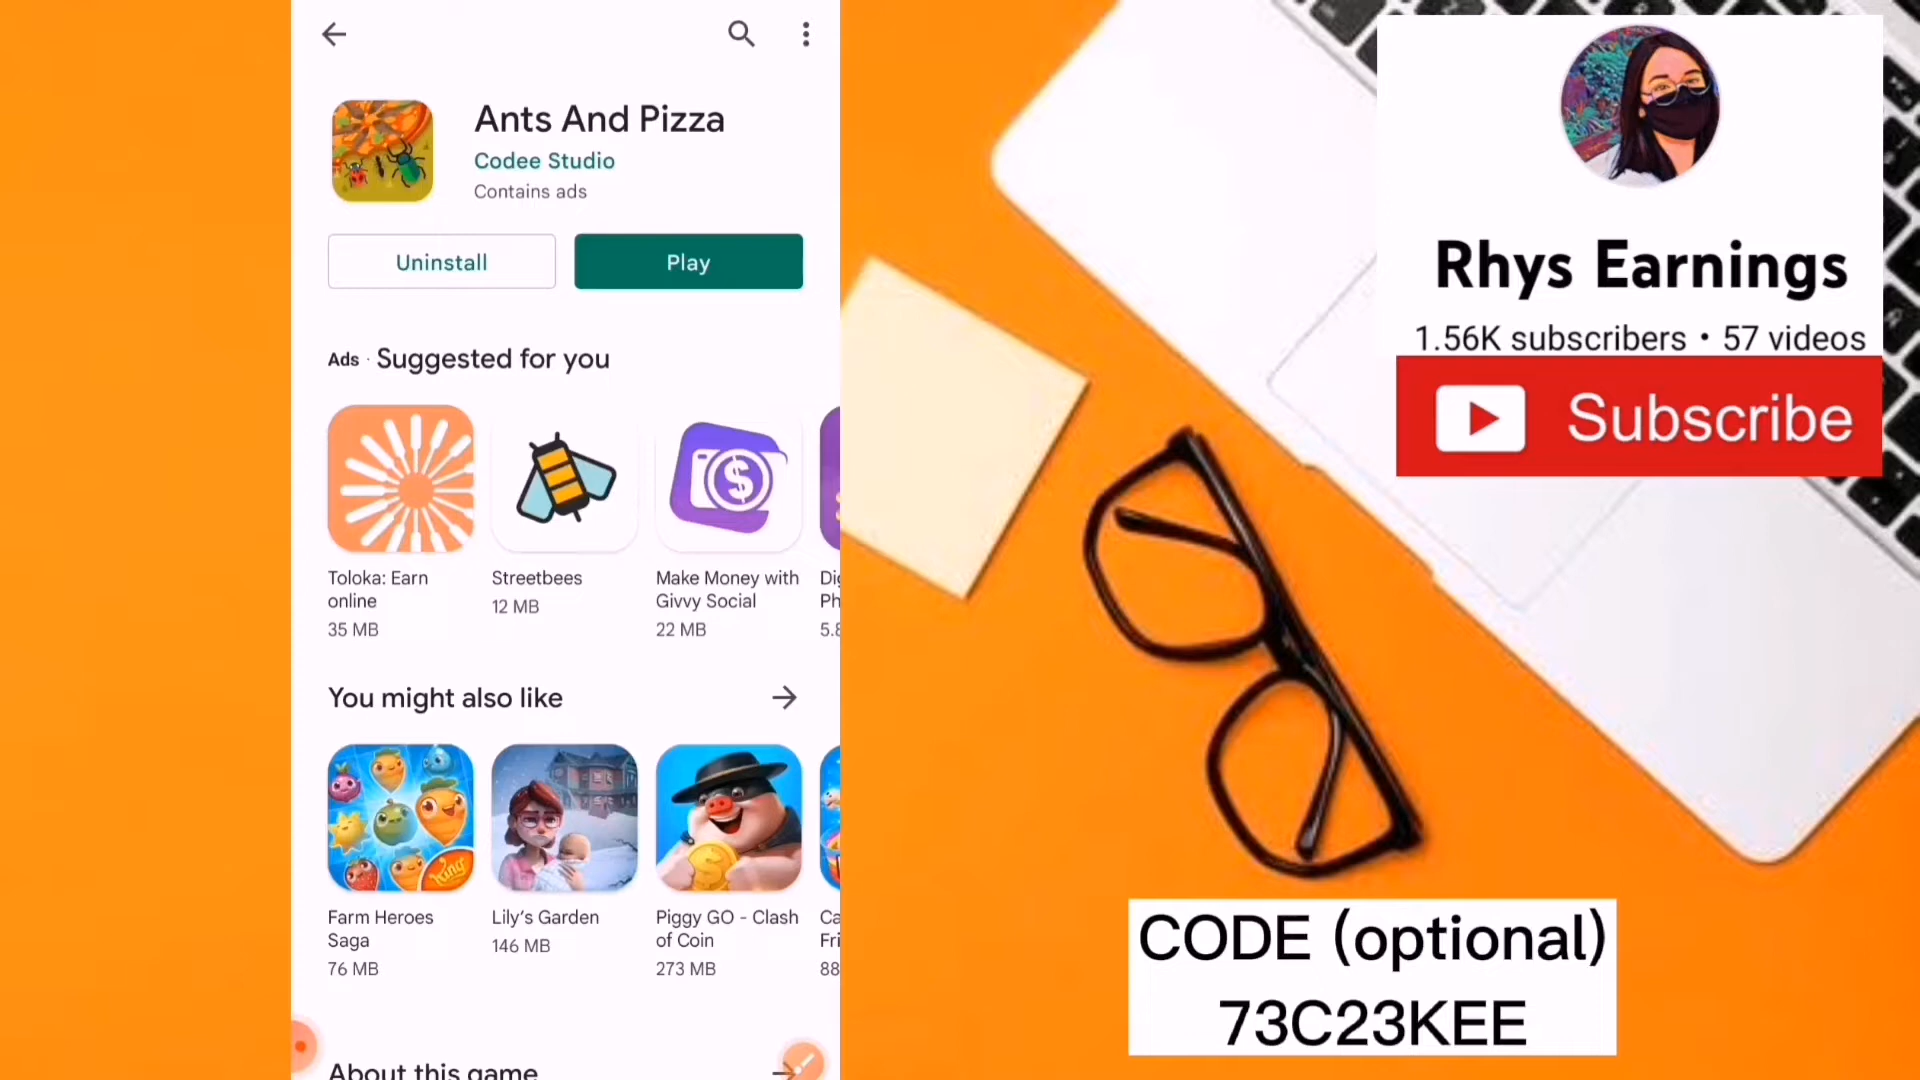 Ants And Pizza
Codee Studio
Contains ads
Uninstall
Play
Ads · Suggested for you
Toloka: Earn
online
35 MB
Streetbees
12 MB
Make Money with
Givvy Social
22 MB
You might also like
King
Farm Heroes
Saga
76 MB
Lily's Garden
146 MB
Piggy GO - Clash
of Coin
273 MB
About this game
Rhys Earnings
1.56K subscribers • 57 videos
Subscribe
CODE (optional)
73C23KEE